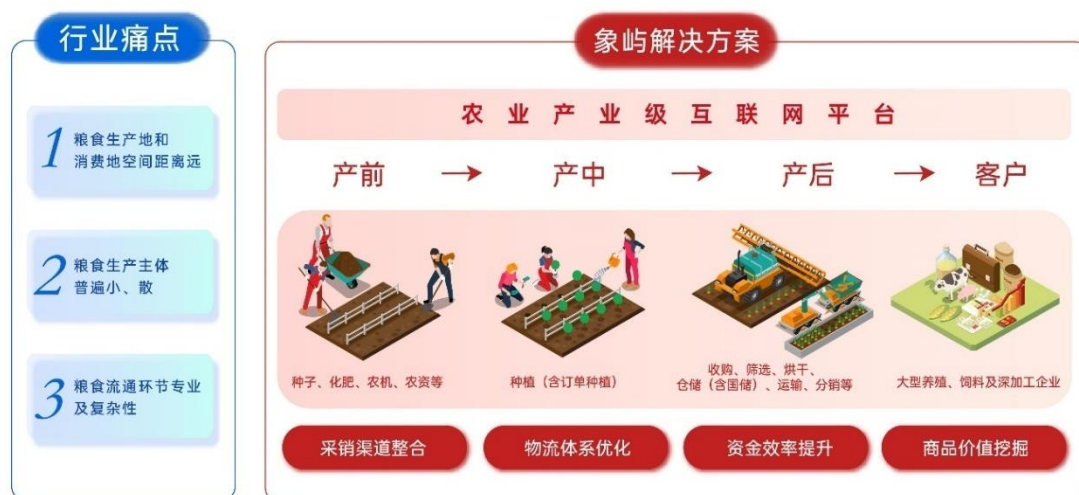 行业痛点
1
粮食生产地和
消费地空间距离远
2
粮食生产主体
普遍小、散
3
粮食流通环节专业
及复杂性
象屿解决方案
农业产业级互联网平台
产前 → 产中 → 产后 → 客户
种子、化肥、农机、农资等
种植（含订单种植）
收购、筛选、烘干、
仓储（含国储）、运输、分销等
大型养殖、饲料及深加工企业
采销渠道整合
物流体系优化
资金效率提升
商品价值挖掘